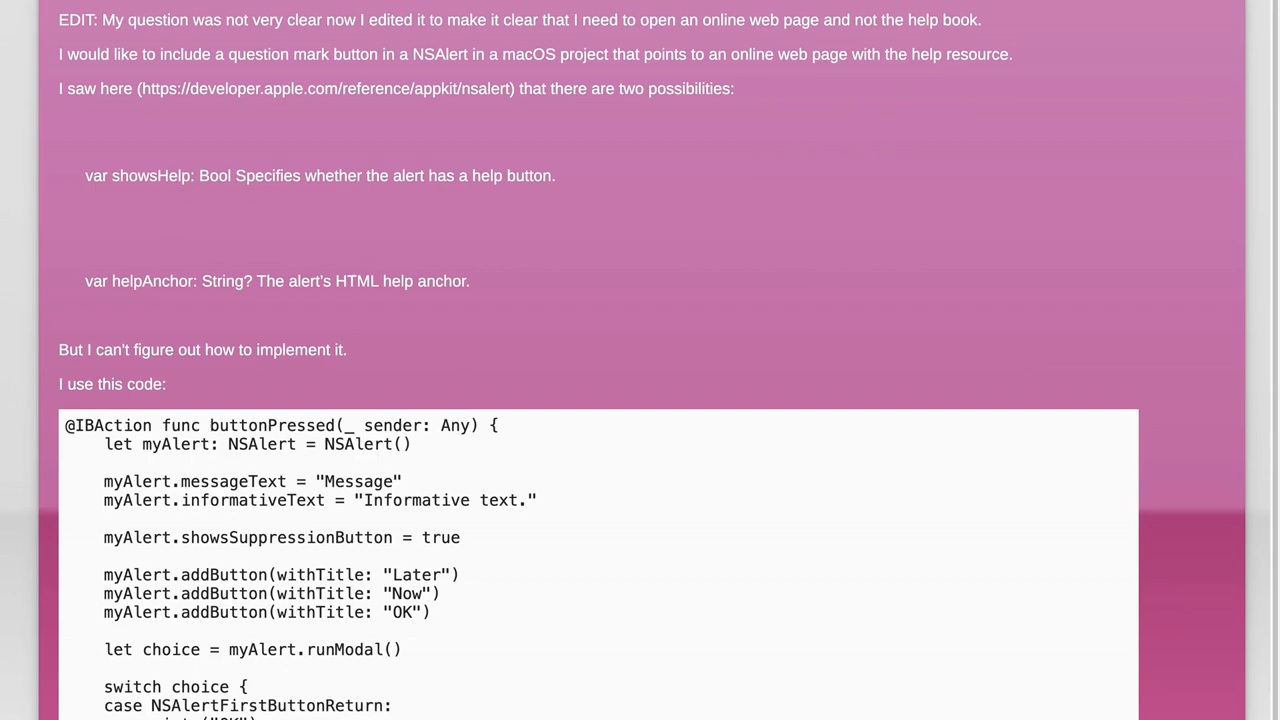 EDIT: My question was not very clear now I edited it to make it clear that I need to open an online web page and not the help book.
I would like to include a question mark button in a NSAlert in a macOS project that points to an online web page with the help resource.
I saw here (https://developer.apple.com/reference/appkit/nsalert) that there are two possibilities:
var showsHelp: Bool Specifies whether the alert has a help button.
var helpAnchor: String? The alert's HTML help anchor.
But I can't figure out how to implement it.
I use this code:
@IBAction func buttonPressed(_ sender: Any) {
    let myAlert: NSAlert = NSAlert()
    myAlert.messageText = "Message"
    myAlert.informativeText = "Informative text."
    myAlert.showsSuppressionButton = true
    myAlert.addButton(withTitle: "Later")
    myAlert.addButton(withTitle: "Now")
    myAlert.addButton(withTitle: "OK")
    let choice = myAlert.runModal()
    switch choice {
    case NSAlertFirstButtonReturn: